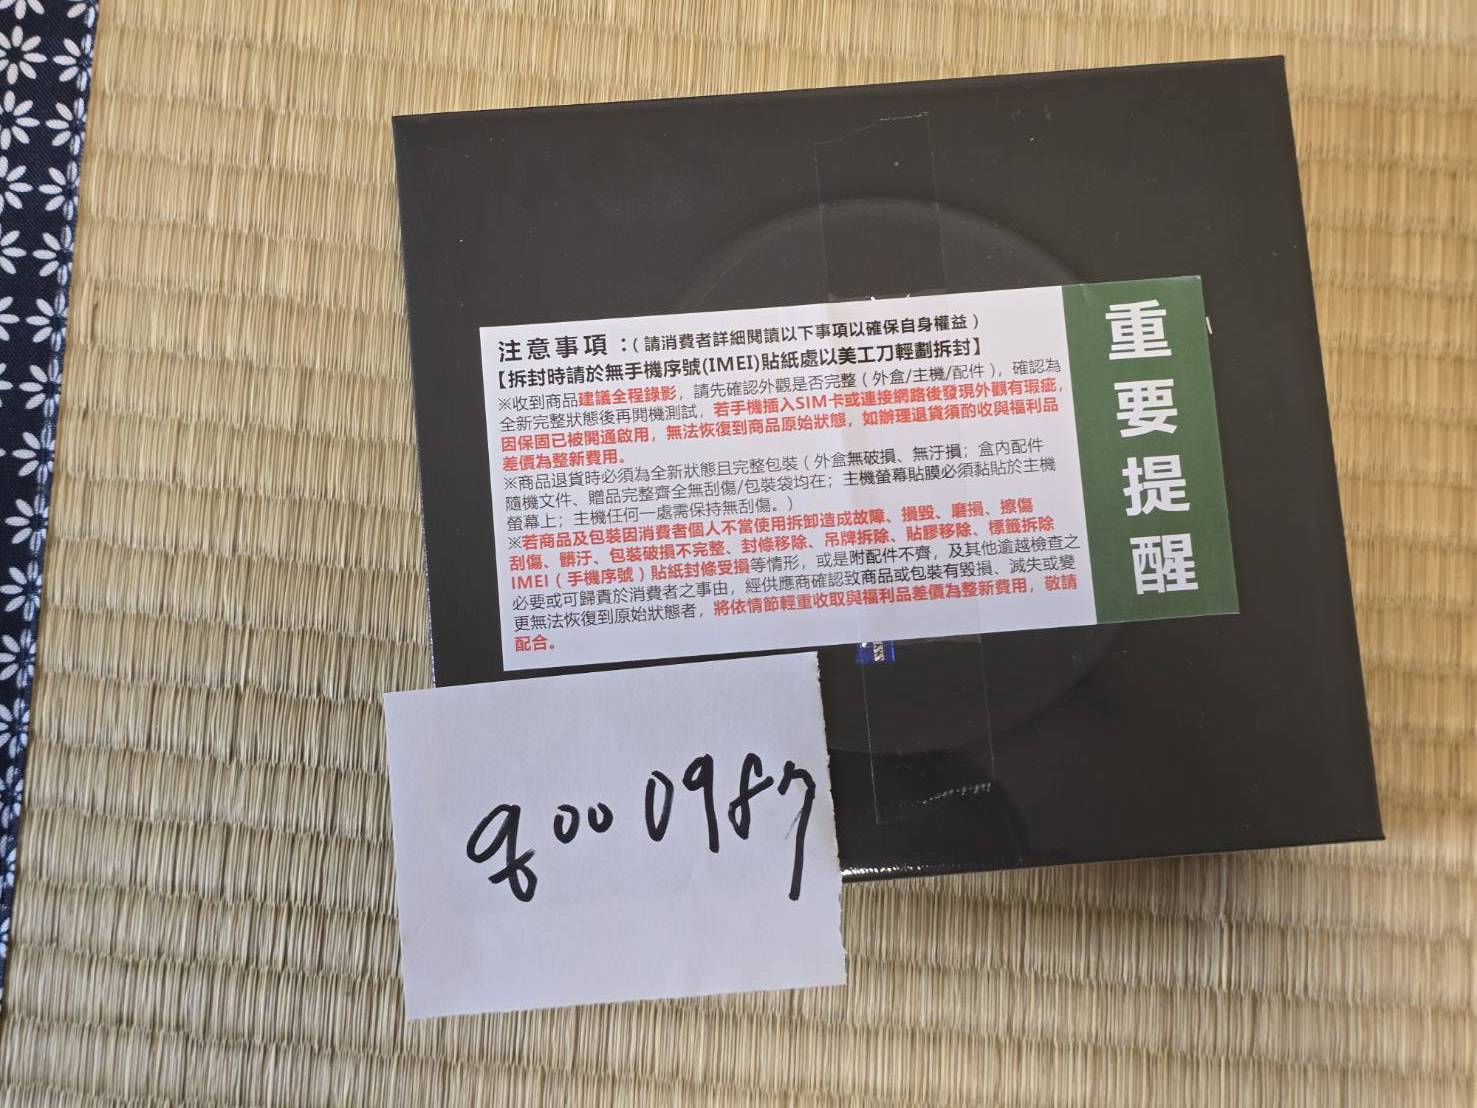 注意事項：(請消費者詳細閱讀以下事項以確保自身權益)
【拆封時請於無手機序號(IMEI)貼紙處以美工刀輕劃拆封】
※收到商品建議全程錄影，請先確認外觀是否完整(外盒/主機/配件)，確認為
全新完整狀態後再開機測試，若手機插入SIM卡或連接網路後發現外觀有瑕疵，
因保固已被開通啟用，無法恢復到商品原始狀態，如辦理退貨須酌收與福利品
差價為整新費用。
※商品退貨時必須為全新狀態且完整包裝(外盒無破損、無汙損；盒內配件
隨機文件、贈品完整齊全無刮傷/包裝袋均在；主機螢幕貼膜必須黏貼於主機
螢幕上；主機任何一處需保持無刮傷。)
※若商品及包裝因消費者個人不當使用拆卸造成故障、損毀、磨損、擦傷
刮傷、髒汙、包裝破損不完整、封條移除、吊牌拆除、貼膠移除、標籤拆除
IMEI(手機序號)貼紙封條受損等情形，或是附配件不齊，及其他逾越檢查之
必要或可歸責於消費者之事由，經供應商確認致商品或包裝有毀損、滅失或變
更無法恢復到原始狀態者，將依情節輕重收取與福利品差價為整新費用，敬請
配合。
重要提醒
g0000987